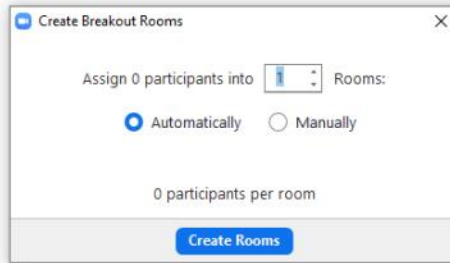 Create Breakout Rooms
Assign 0 participants into 1 Rooms:
Automatically Manually
0 participants per room
Create Rooms